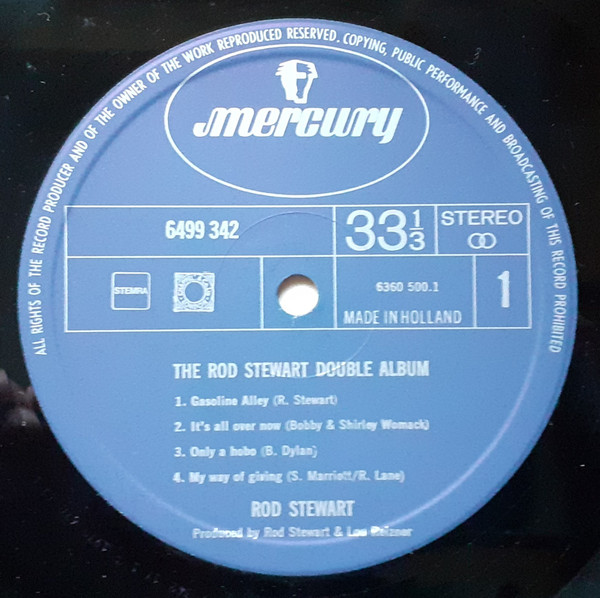 ALL RIGHTS OF THE RECORD PRODUCER AND OF THE OWNER OF THE WORK REPRODUCED RESERVED. COPYING, PUBLIC PERFORMANCE AND BROADCASTING OF THIS RECORD PROHIBITED
mercury
6499 342
33 1/3
STEREO
STEMRA
6360 500.1
MADE IN HOLLAND
1
THE ROD STEWART DOUBLE ALBUM
1. Gasoline Alley (R. Stewart)
2. It's all over now (Bobby & Shirley Womack)
3. Only a hobo (B. Dylan)
4. My way of giving (S. Marriott/R. Lane)
ROD STEWART
Produced by Rod Stewart & Lou Reizner